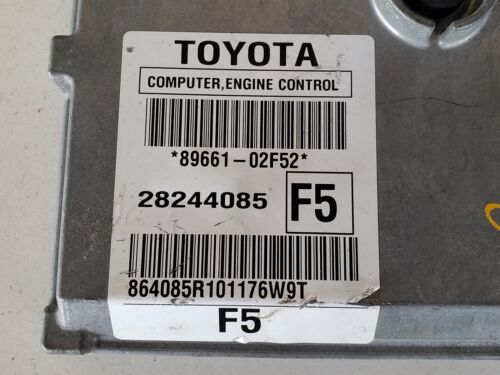 TOYOTA
COMPUTER,ENGINE CONTROL
*89661-02F52*
28244085 F5
864085R101176W9T
F5